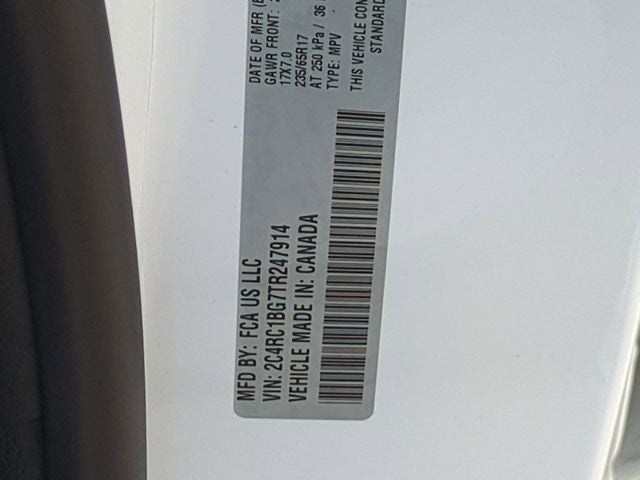 MFD BY: FCA US LLC
VIN: 2C4RC1BG7TR247914
VEHICLE MADE IN: CANADA
DATE OF MFR
GAWR FRONT:
17X7.0
235/65R17
AT 250 kPa / 36
TYPE: MPV
THIS VEHICLE
STANDARD